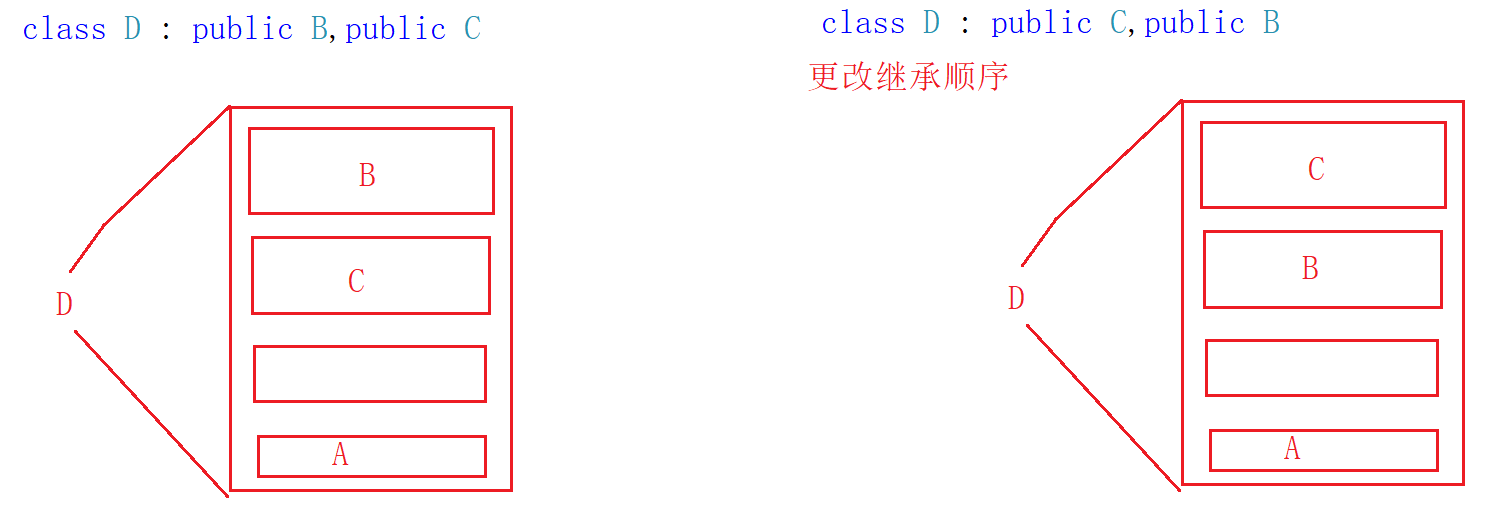 class D : public B,public C
B
C
D
A
class D : public C,public B
更改继承顺序
C
B
D
A